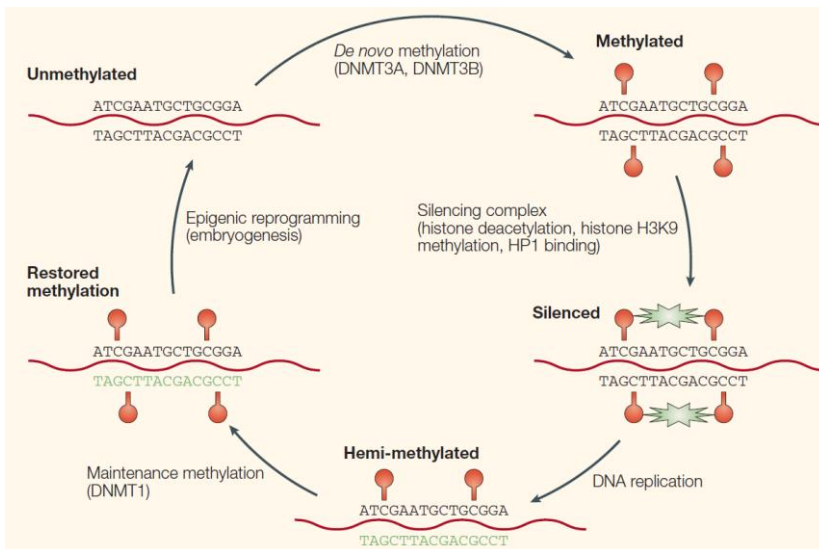 De novo methylation
(DNMT3A, DNMT3B)
Unmethylated
ATCGAATGCTGCGGA
TAGCTTACGACGCCT
Methylated
ATCGAATGCTGCGGA
TAGCTTACGACGCCT
Silencing complex
(histone deacetylation, histone H3K9
methylation, HP1 binding)
Silenced
ATCGAATGCTGCGGA
TAGCTTACGACGCCT
DNA replication
Hemi-methylated
ATCGAATGCTGCGGA
TAGCTTACGACGCCT
Maintenance methylation
(DNMT1)
Restored
methylation
ATCGAATGCTGCGGA
TAGCTTACGACGCCT
Epigenic reprogramming
(embryogenesis)